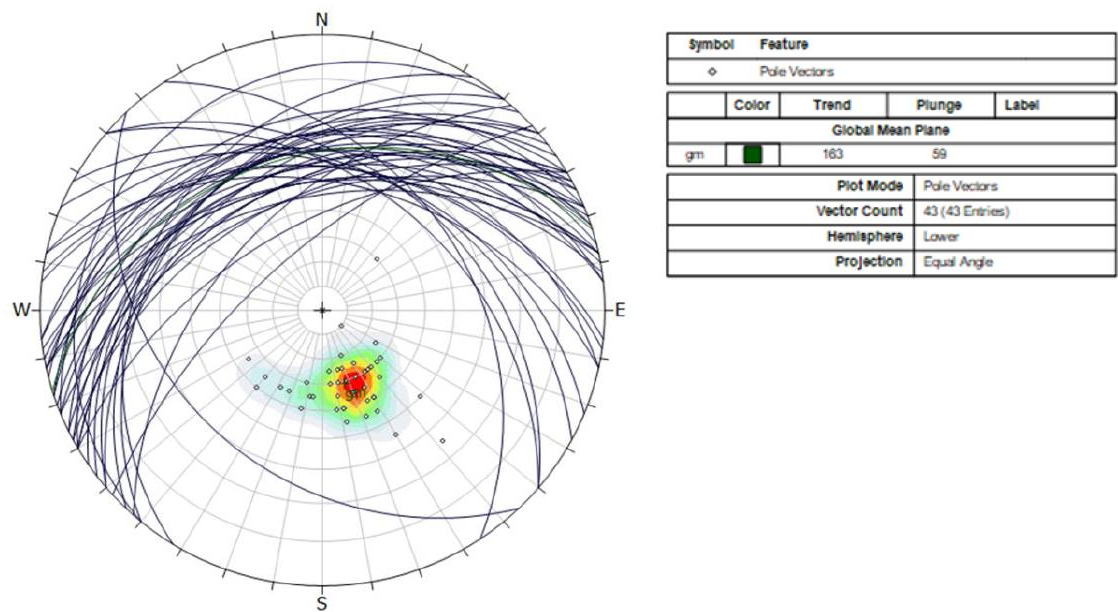 N
W
E
S
Symbol Feature
Pole Vectors
Color Trend Plunge Label
Global Mean Plane
gm 163 59
Plot Mode Pole Vectors
Vector Count 43 (43 Entries)
Hemisphere Lower
Projection Equal Angle